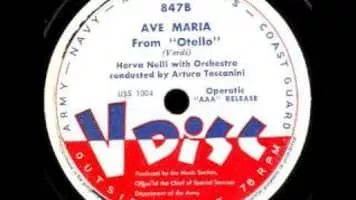 847B
AVE MARIA
From "Otello"
(Verdi)
Herva Nelli with Orchestra
conducted by Arturo Toscanini
USS 1004
Operatic
"AAA" RELEASE
ARMY — NAVY
COAST GUARD
V DISC
OUTSI
78 RPM
Produced by the Music Section,
Office of the Chief of Special Services
Department of the Army